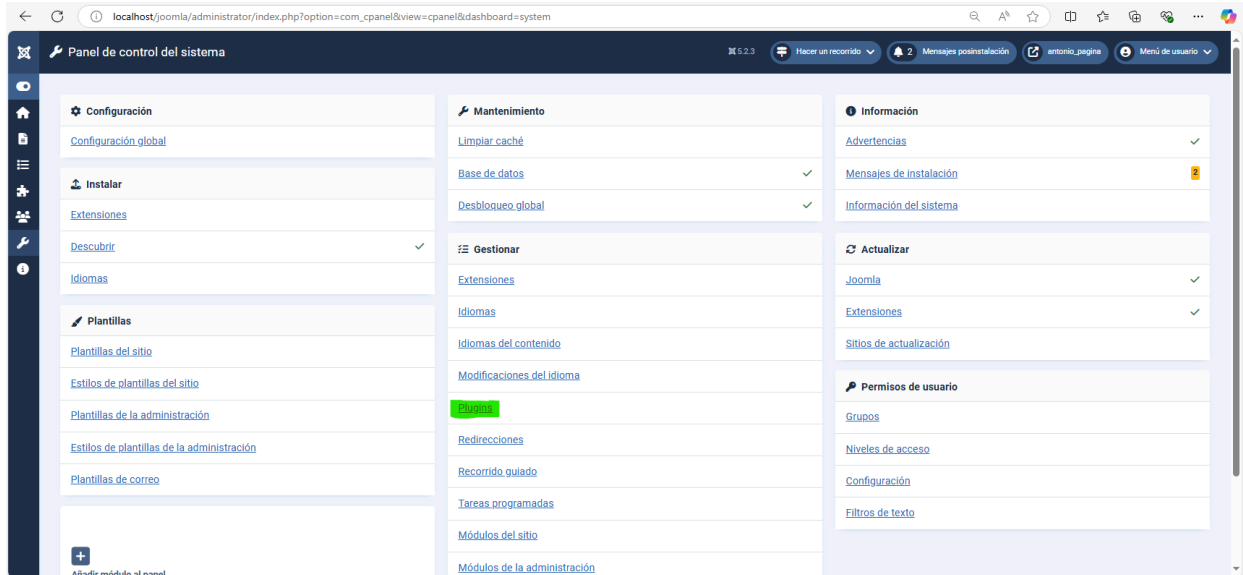 localhost/joomla/administrator/index.php?option=com_cpanel&view=cpanel&dashboard=system
Panel de control del sistema
5.2.3
Hacer un recorrido
2 Mensajes posinstalación
antonio_pagina
Menú de usuario
Configuración
Configuración global
Instalar
Extensiones
Descubrir
Idiomas
Plantillas
Plantillas del sitio
Estilos de plantillas del sitio
Plantillas de la administración
Estilos de plantillas de la administración
Plantillas de correo
Añadir módulo al panel
Mantenimiento
Limpiar caché
Base de datos
Desbloqueo global
Gestionar
Extensiones
Idiomas
Idiomas del contenido
Modificaciones del idioma
Plugins
Redirecciones
Recorrido guiado
Tareas programadas
Módulos del sitio
Módulos de la administración
Información
Advertencias
Mensajes de instalación 2
Información del sistema
Actualizar
Joomla
Extensiones
Sitios de actualización
Permisos de usuario
Grupos
Niveles de acceso
Configuración
Filtros de texto